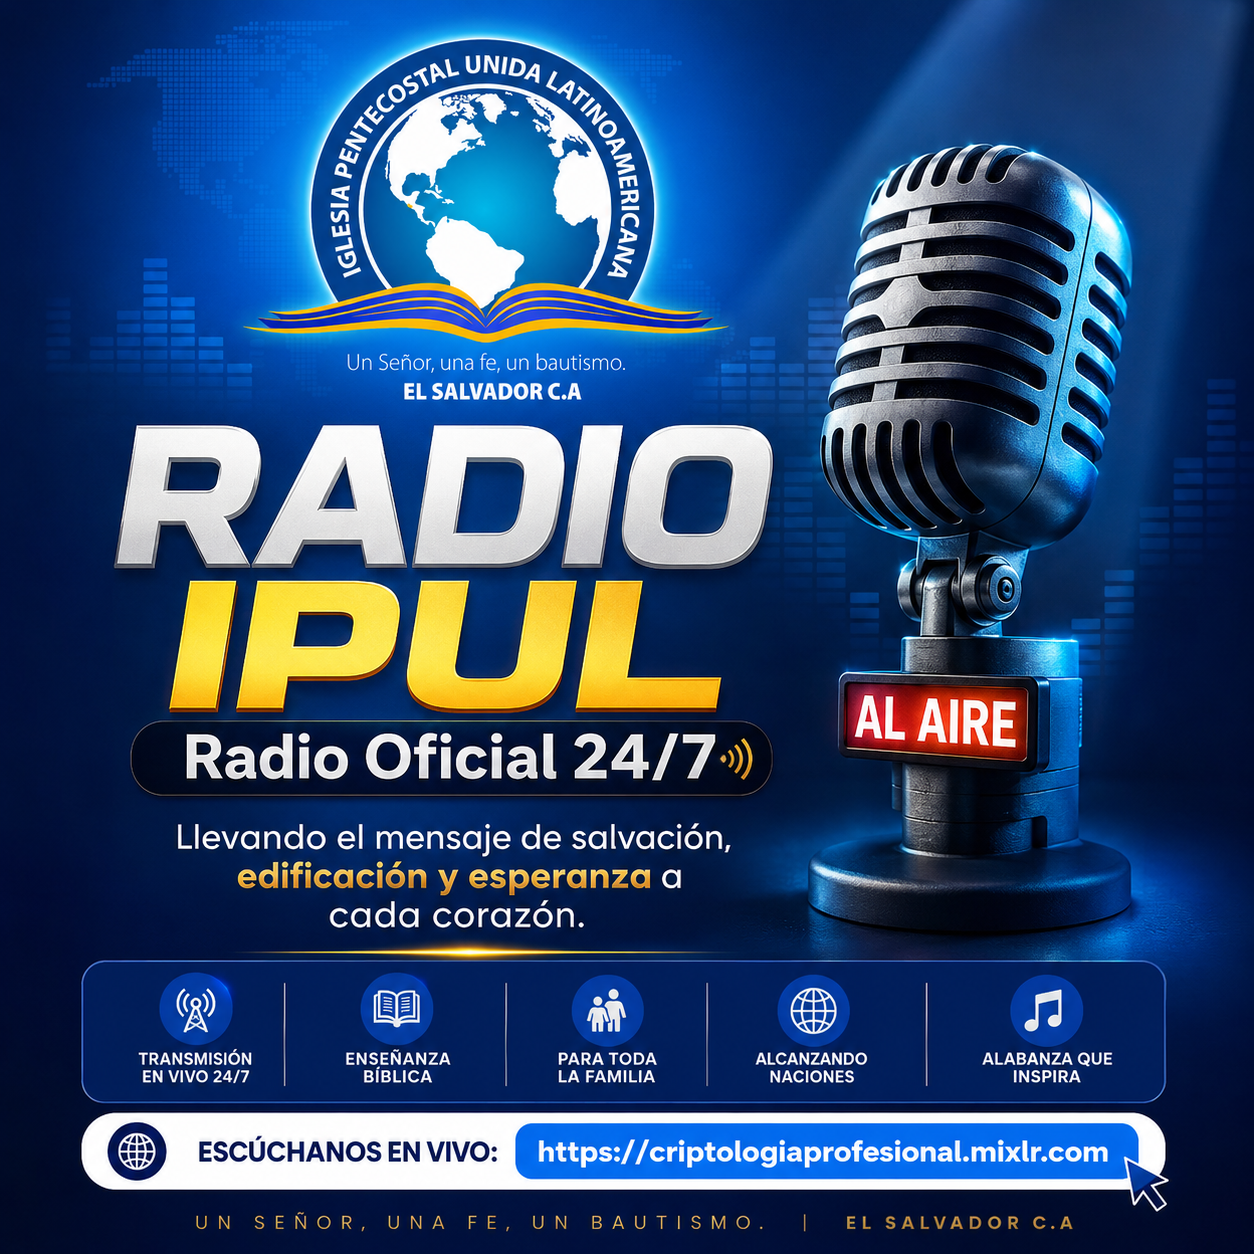 IGLESIA PENTECOSTAL UNIDA LATINOAMERICANA
Un Señor, una fe, un bautismo.
EL SALVADOR C.A
RADIO
IPUL
Radio Oficial 24/7
AL AIRE
Llevando el mensaje de salvación,
edificación y esperanza a
cada corazón.
TRANSMISIÓN
EN VIVO 24/7
ENSEÑANZA
BÍBLICA
PARA TODA
LA FAMILIA
ALCANZANDO
NACIONES
ALABANZA QUE
INSPIRA
ESCÚCHANOS EN VIVO: https://criptologiaprofesional.mixlr.com
UN SEÑOR, UNA FE, UN BAUTISMO. | EL SALVADOR C.A